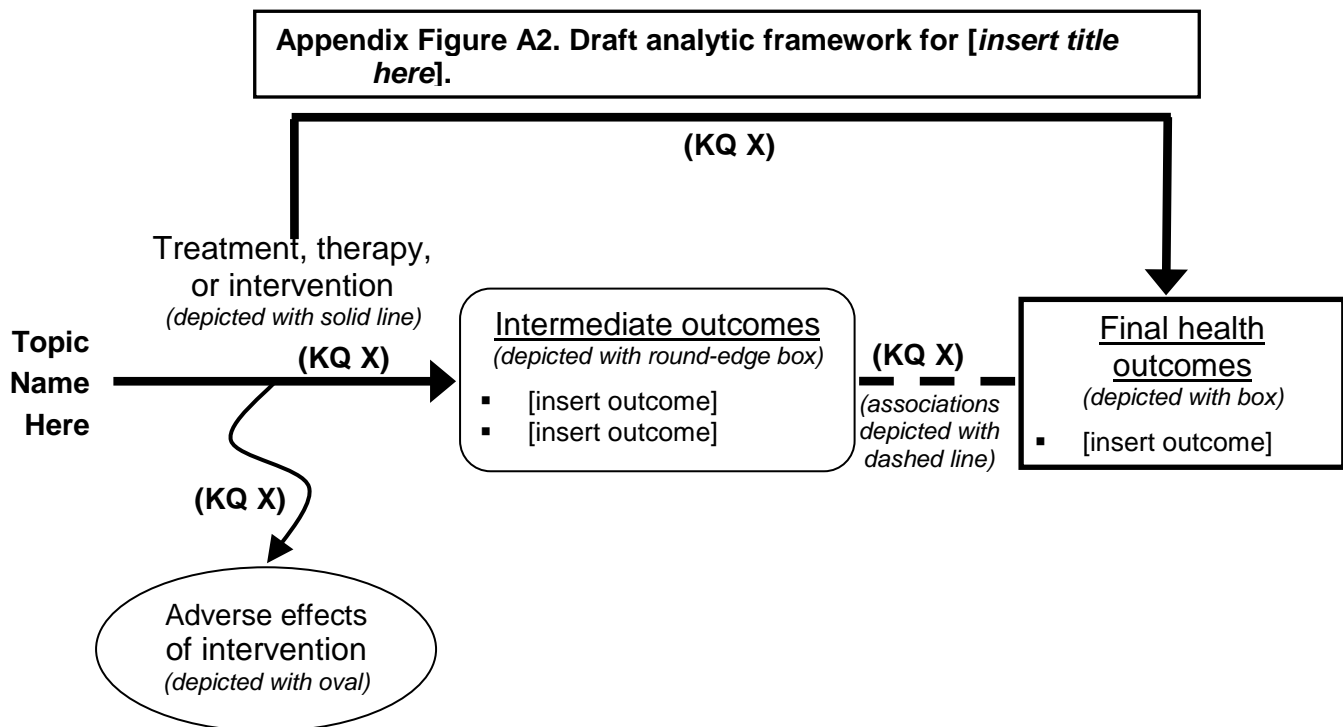 Appendix Figure A2. Draft analytic framework for [insert title
here].
(KQ X)
Treatment, therapy,
or intervention
(depicted with solid line)
Topic
Name
Here
(KQ X)
Intermediate outcomes
(depicted with round-edge box)
▪ [insert outcome]
▪ [insert outcome]
(KQ X)
(associations
depicted with
dashed line)
Final health
outcomes
(depicted with box)
▪ [insert outcome]
(KQ X)
Adverse effects
of intervention
(depicted with oval)